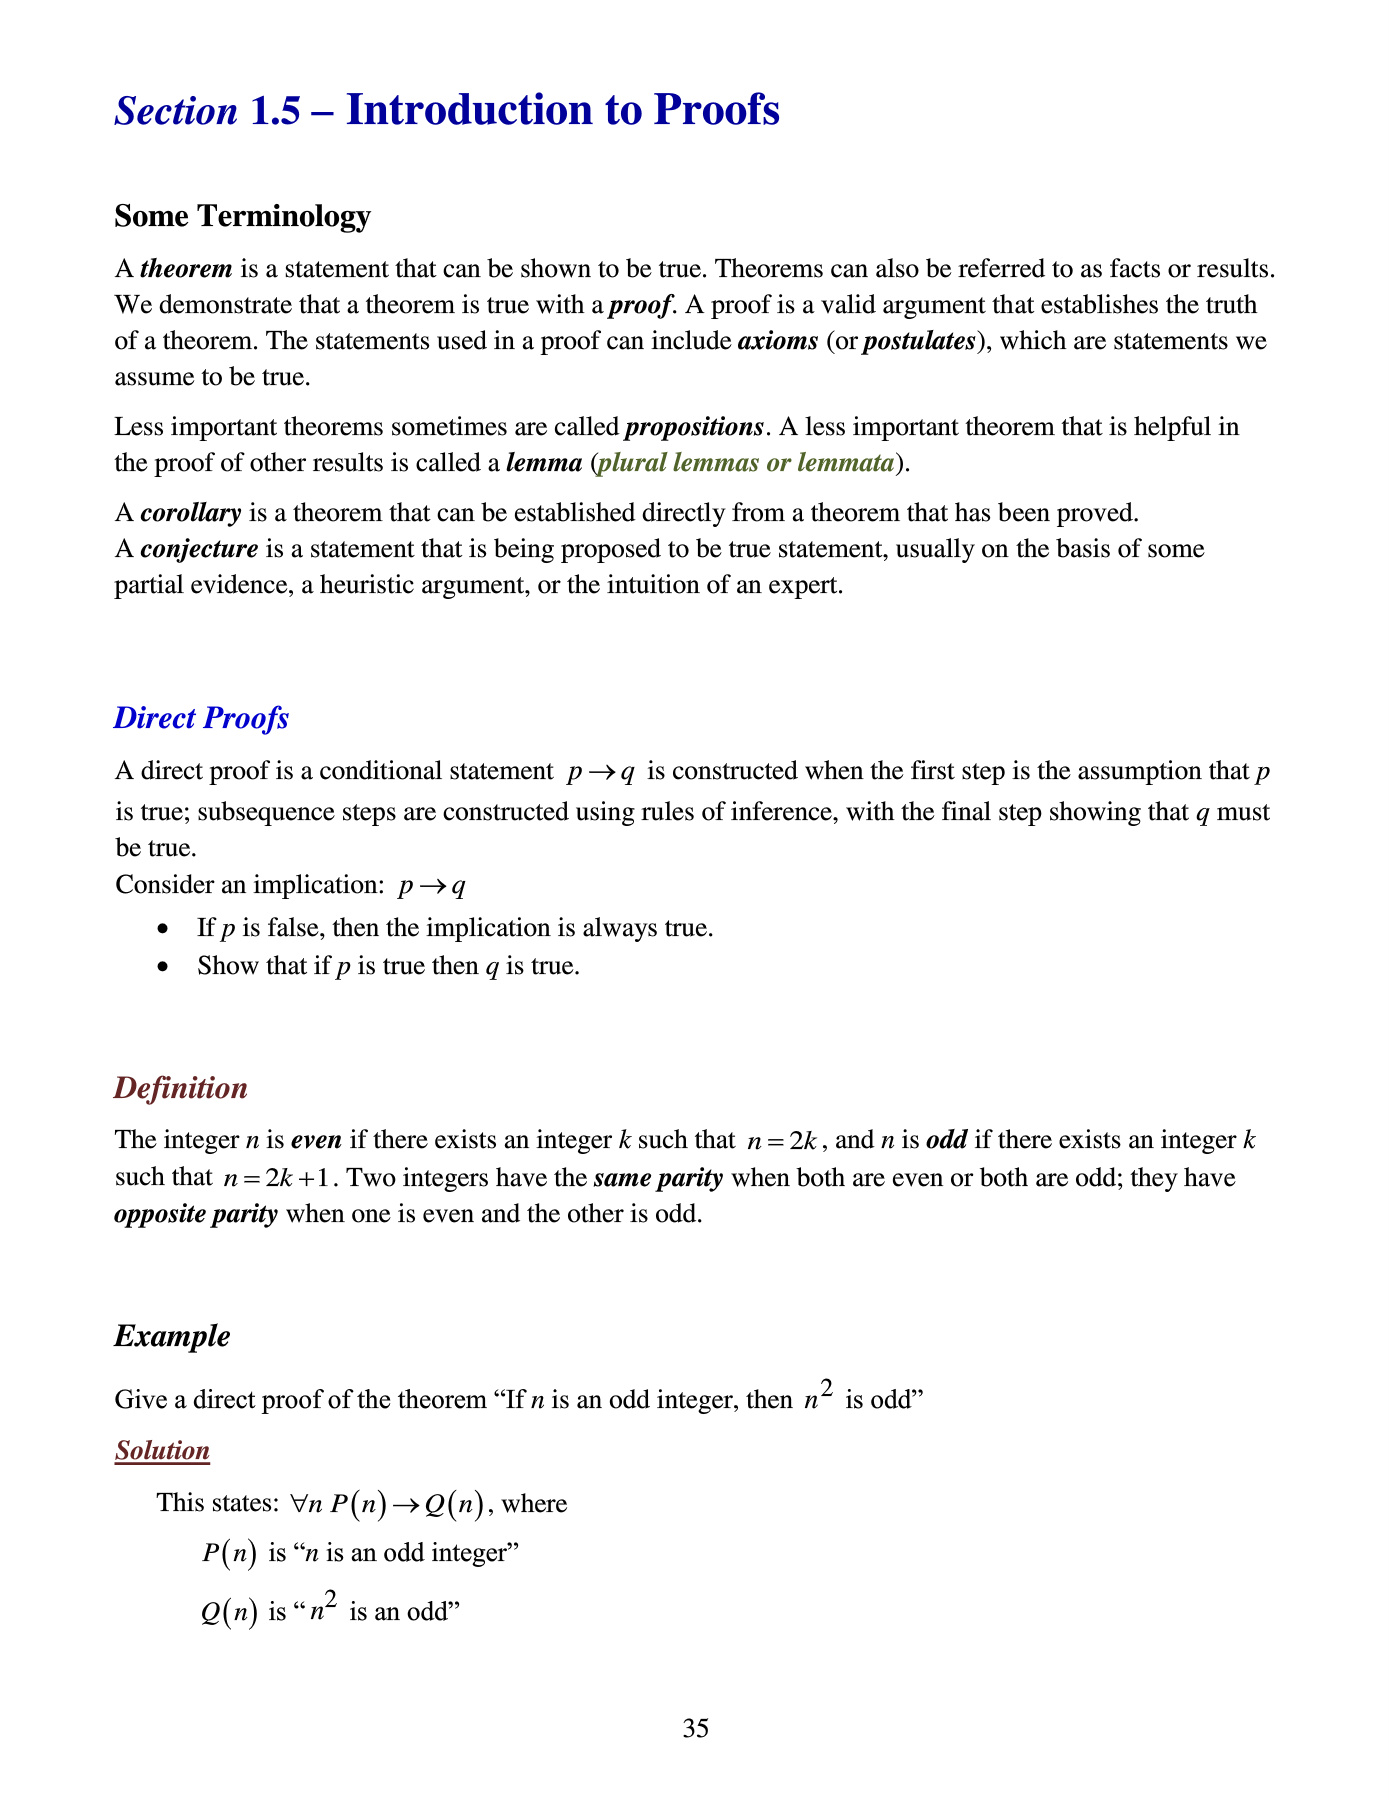 Section 1.5 – Introduction to Proofs
Some Terminology
A theorem is a statement that can be shown to be true. Theorems can also be referred to as facts or results.
We demonstrate that a theorem is true with a proof. A proof is a valid argument that establishes the truth
of a theorem. The statements used in a proof can include axioms (or postulates), which are statements we
assume to be true.
Less important theorems sometimes are called propositions. A less important theorem that is helpful in
the proof of other results is called a lemma (plural lemmas or lemmata).
A corollary is a theorem that can be established directly from a theorem that has been proved.
A conjecture is a statement that is being proposed to be true statement, usually on the basis of some
partial evidence, a heuristic argument, or the intuition of an expert.
Direct Proofs
A direct proof is a conditional statement p → q is constructed when the first step is the assumption that p
is true; subsequence steps are constructed using rules of inference, with the final step showing that q must
be true.
Consider an implication: p → q
• If p is false, then the implication is always true.
• Show that if p is true then q is true.
Definition
The integer n is even if there exists an integer k such that n = 2k, and n is odd if there exists an integer k
such that n = 2k + 1. Two integers have the same parity when both are even or both are odd; they have
opposite parity when one is even and the other is odd.
Example
Give a direct proof of the theorem “If n is an odd integer, then n² is odd”
Solution
This states: ∀n P(n) → Q(n), where
P(n) is “n is an odd integer”
Q(n) is “n² is an odd”
35